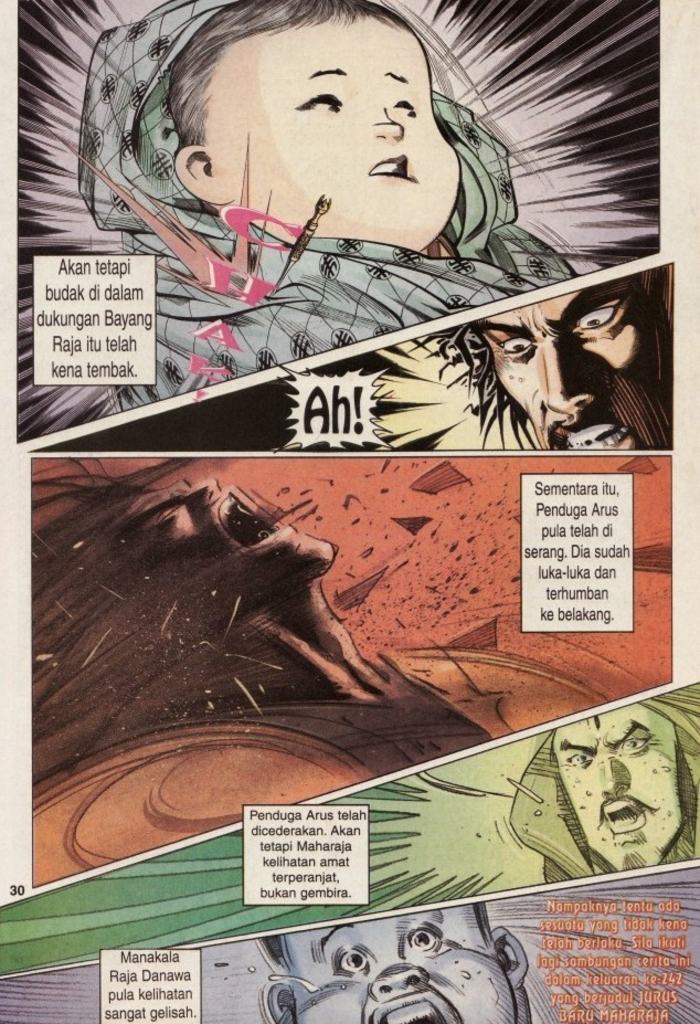 Akan tetapi
budak di dalam
dukungan Bayang
Raja itu telah
kena tembak.
CHAK
Ah!
Sementara itu,
Penduga Arus
pula telah di
serang. Dia sudah
luka-luka dan
terhumban
ke belakang.
Penduga Arus telah
dicederakan. Akan
tetapi Maharaja
kelihatan amat
terperanjat,
bukan gembira.
30
Manakala
Raja Danawa
pula kelihatan
sangat gelisah.
Nampaknya tentu ada
sesuatu yang tidak kena
telah berlaku. Sila ikuti
lagi sambungan cerita ini
dalam keluaran ke-242
yang berjudul JURUS
BARU MAHARAJA